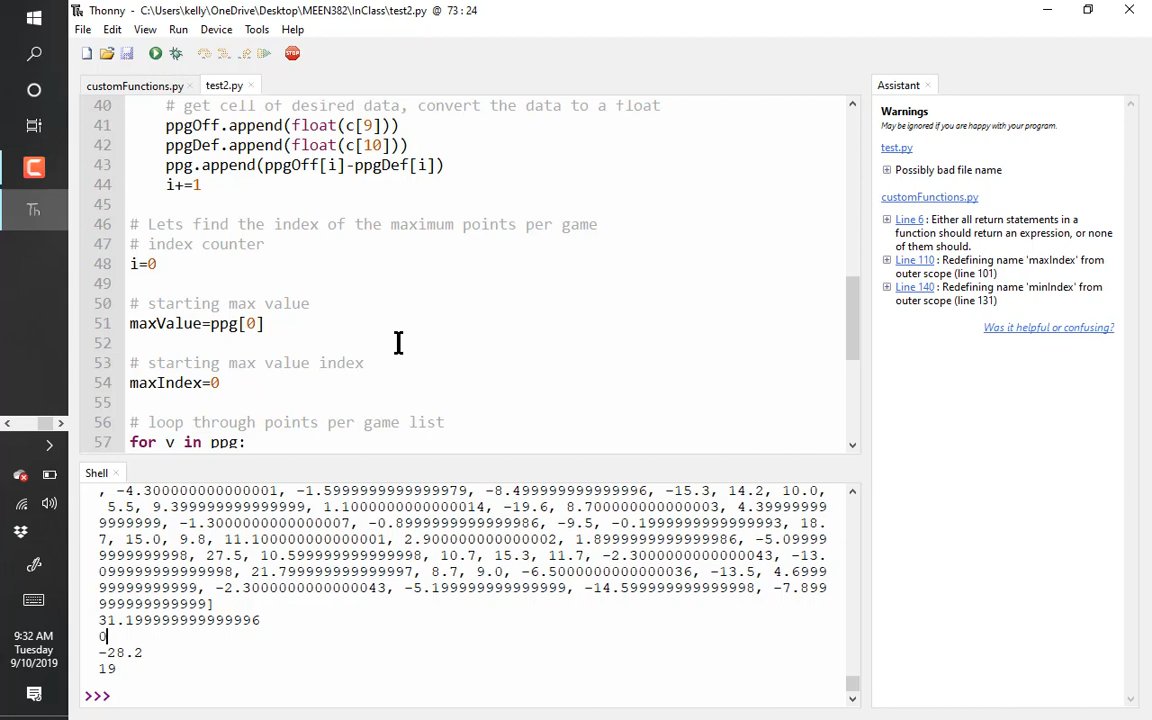 Thonny - C:\Users\kelly\OneDrive\Desktop\MEEN382\InClass\test2.py @ 73 : 24
File Edit View Run Device Tools Help
STOP
customFunctions.py × test2.py ×
40 # get cell of desired data, convert the data to a float
41 ppgOff.append(float(c[9]))
42 ppgDef.append(float(c[10]))
43 ppg.append(ppgOff[i]-ppgDef[i])
44 i+=1
45
46 # Lets find the index of the maximum points per game
47 # index counter
48 i=0
49
50 # starting max value
51 maxValue=ppg[0]
52
53 # starting max value index
54 maxIndex=0
55
56 # loop through points per game list
57 for v in ppg:
Shell ×
, -4.300000000000001, -1.5999999999999979, -8.499999999999996, -15.3, 14.2, 10.0,
5.5, 9.399999999999999, 1.1000000000000014, -19.6, 8.700000000000003, 4.39999999
9999999, -1.3000000000000007, -0.8999999999999986, -9.5, -0.1999999999999993, 18.
7, 15.0, 9.8, 11.100000000000001, 2.900000000000002, 1.8999999999999986, -5.09999
9999999998, 27.5, 10.599999999999998, 10.7, 15.3, 11.7, -2.3000000000000043, -13.
099999999999998, 21.799999999999997, 8.7, 9.0, -6.5000000000000036, -13.5, 4.6999
99999999999, -2.3000000000000043, -5.199999999999999, -14.599999999999998, -7.899
999999999999]
31.199999999999996
0
-28.2
19
>>>
Assistant ×
Warnings
May be ignored if you are happy with your program.
test.py
Possibly bad file name
customFunctions.py
Line 6 : Either all return statements in a
function should return an expression, or none
of them should.
Line 110 : Redefining name 'maxIndex' from
outer scope (line 101)
Line 140 : Redefining name 'minIndex' from
outer scope (line 131)
Was it helpful or confusing?
Th
9:32 AM
Tuesday
9/10/2019